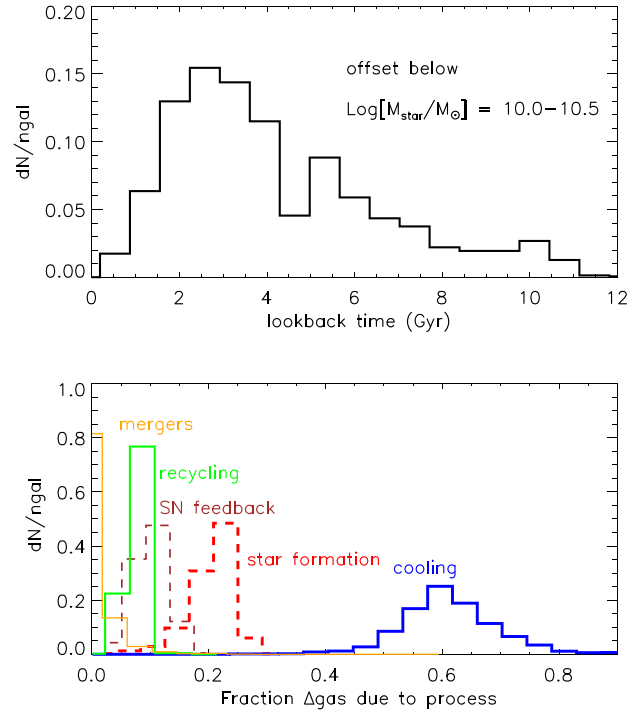 0.20
0.15
0.10
0.05
0.00
dN/ngal
offset below
Log[M_star/M_⊙] = 10.0−10.5
0 2 4 6 8 10 12
lookback time (Gyr)
1.0
0.8
0.6
0.4
0.2
0.0
dN/ngal
mergers
recycling
SN feedback
star formation
cooling
0.0 0.2 0.4 0.6 0.8
Fraction Δgas due to process